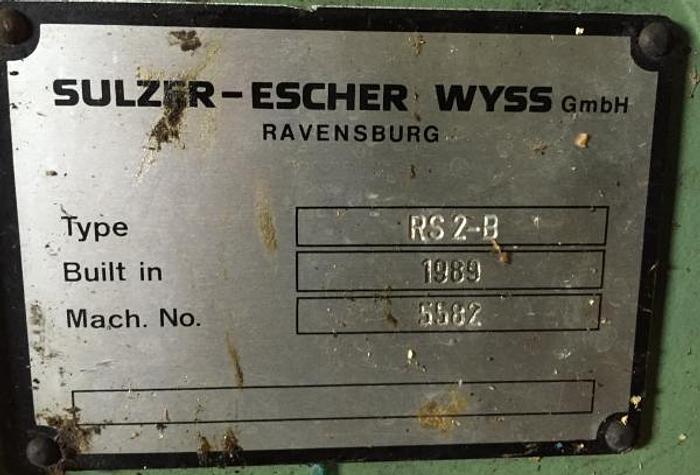 SULZER-ESCHER WYSS GmbH
RAVENSBURG
Type RS 2-B
Built in 1989
Mach. No. 5582